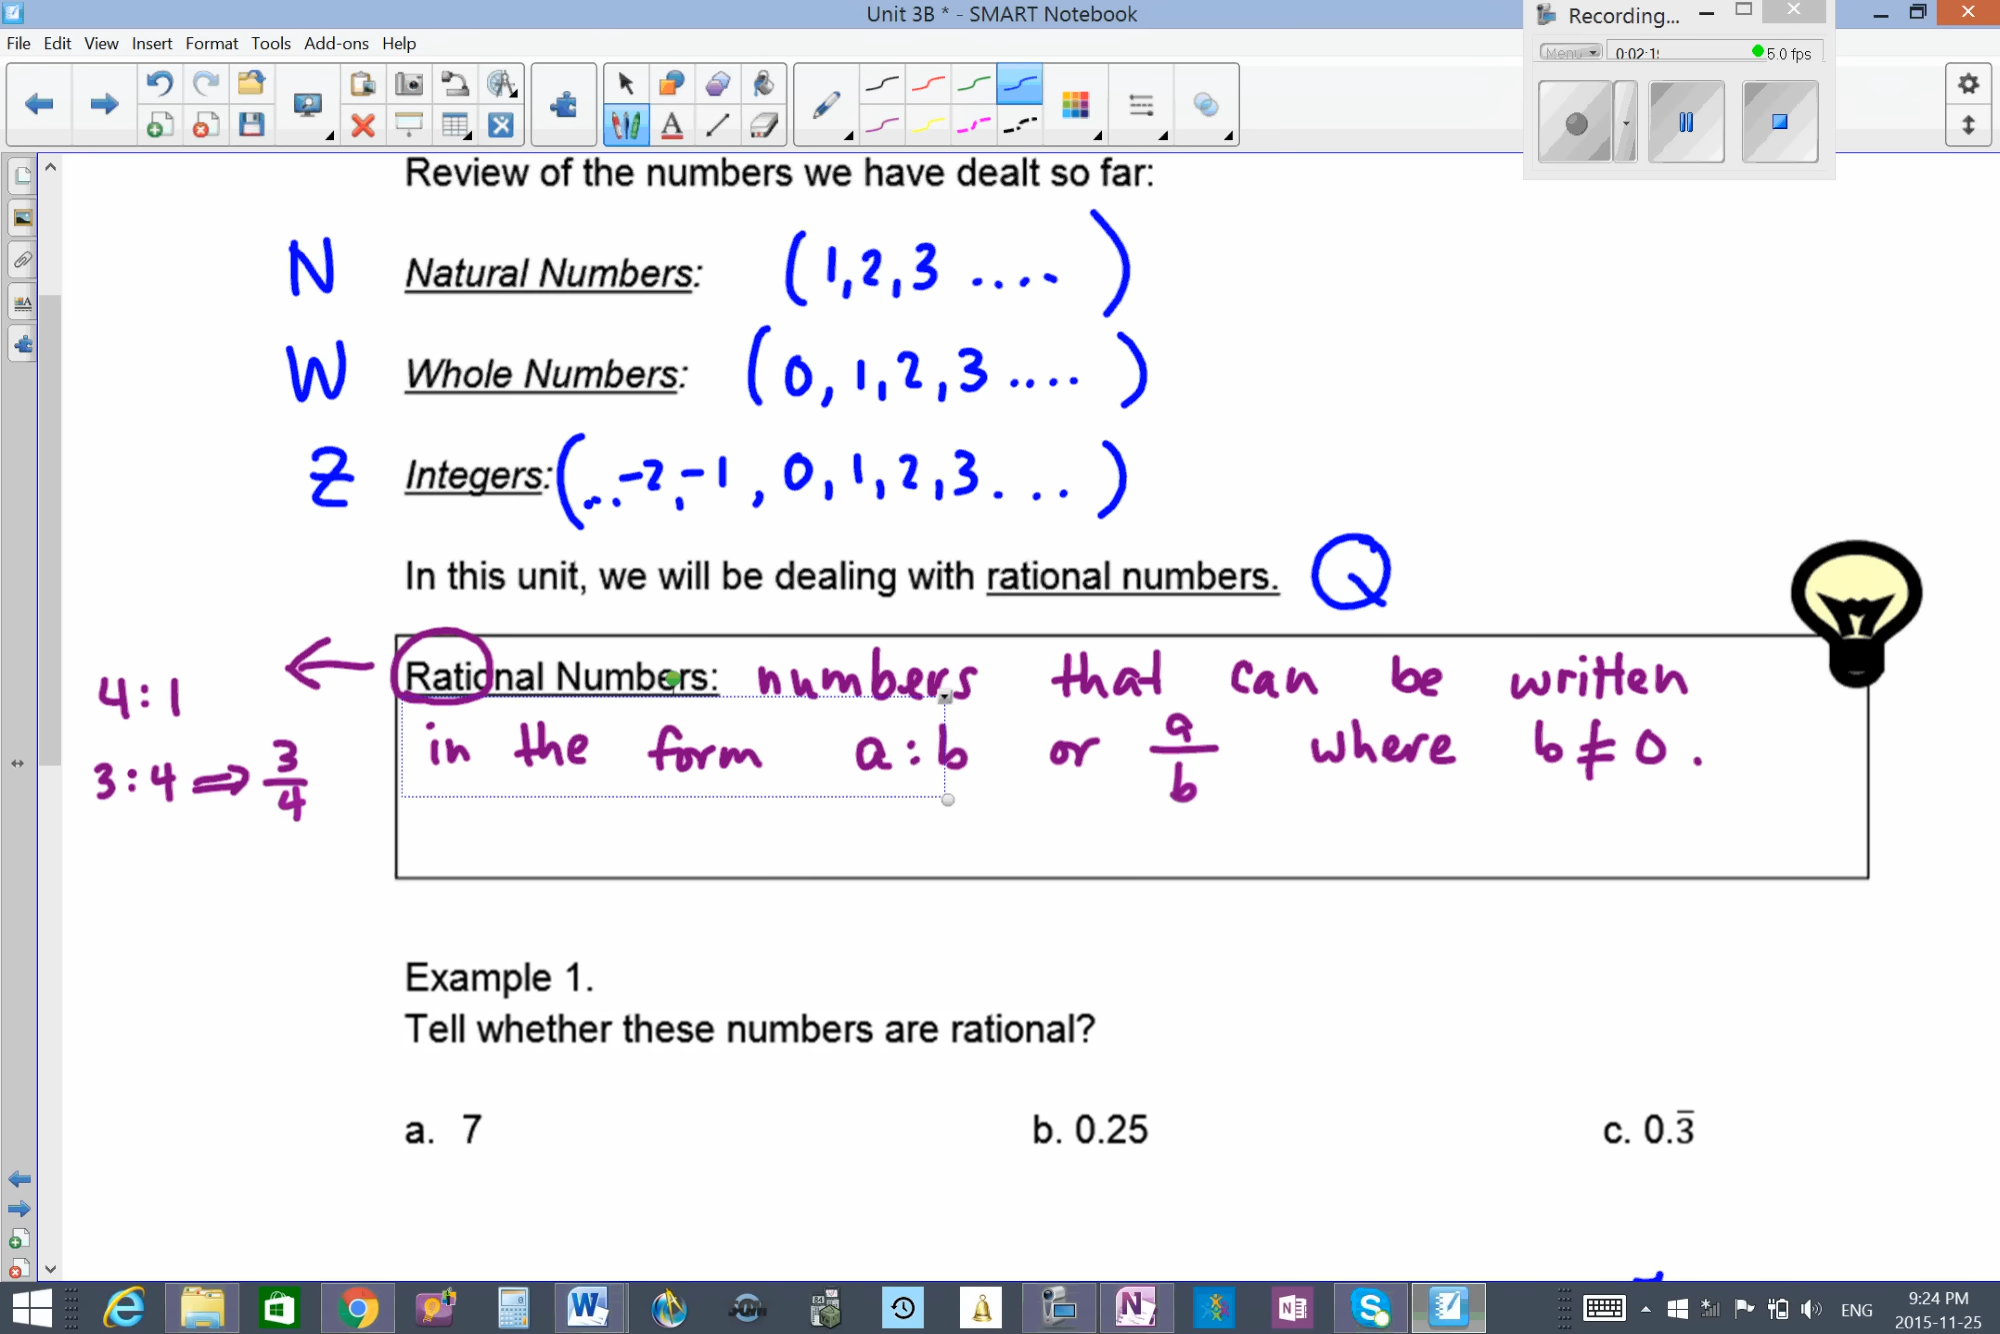 Unit 3B * - SMART Notebook
Recording...
File Edit View Insert Format Tools Add-ons Help
Menu 0:02:1 5.0 fps
Review of the numbers we have dealt so far:
N Natural Numbers: (1,2,3 ....)
W Whole Numbers: (0,1,2,3 ....)
Z Integers: (...-2,-1,0,1,2,3....)
In this unit, we will be dealing with rational numbers. Q
4:1 ← Rational Numbers: numbers that can be written
3:4 ⇒ 3/4 in the form a:b or a/b where b≠0.
Example 1.
Tell whether these numbers are rational?
a. 7 b. 0.25 c. 0.3̅
ENG 9:24 PM
2015-11-25